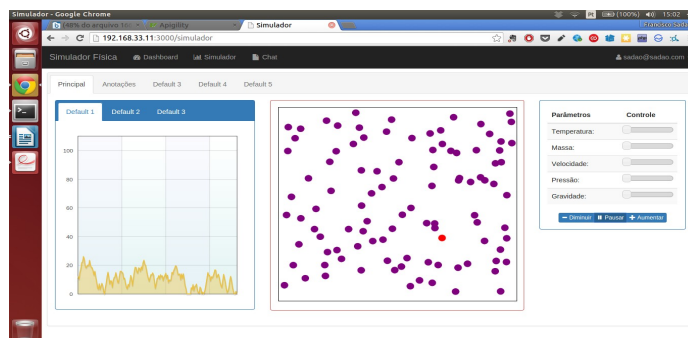 Simulador - Google Chrome
(100%) 15:02
Apigility
Simulador
192.168.33.11:3000/simulador
Simulador Física Dashboard Simulador Chat sadao@sadao.com
Principal Anotações Default 3 Default 4 Default 5
Default 1 Default 2 Default 3
100
80
60
40
20
0
Parâmetros Controle
Temperatura:
Massa:
Velocidade:
Pressão:
Gravidade:
Diminuir Pausar Aumentar